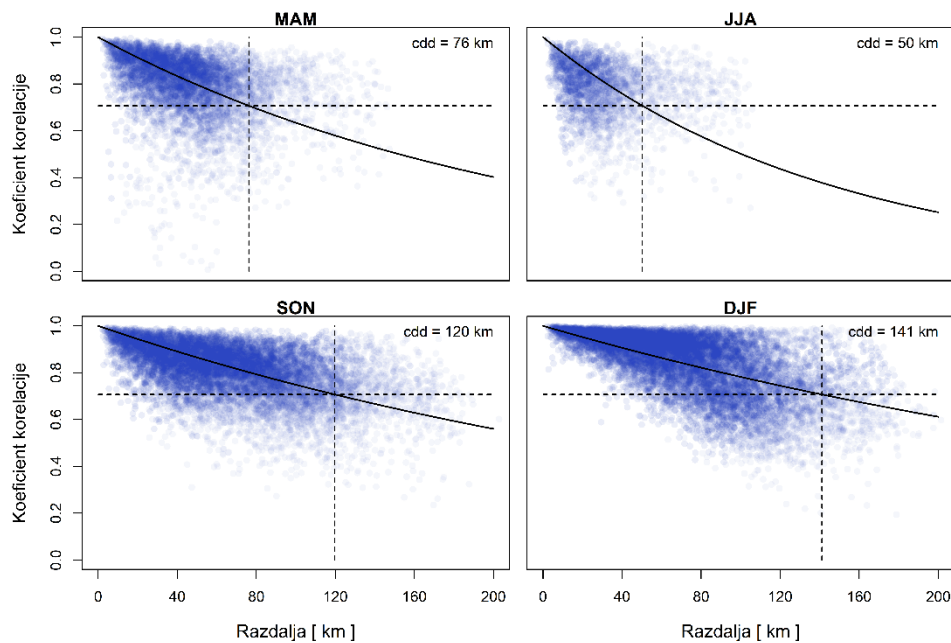 MAM
cdd = 76 km
Koeficient korelacije
0.0 0.2 0.4 0.6 0.8 1.0
JJA
cdd = 50 km
SON
cdd = 120 km
Koeficient korelacije
0.0 0.2 0.4 0.6 0.8 1.0
0 40 80 120 160 200
Razdalja [ km ]
DJF
cdd = 141 km
0 40 80 120 160 200
Razdalja [ km ]